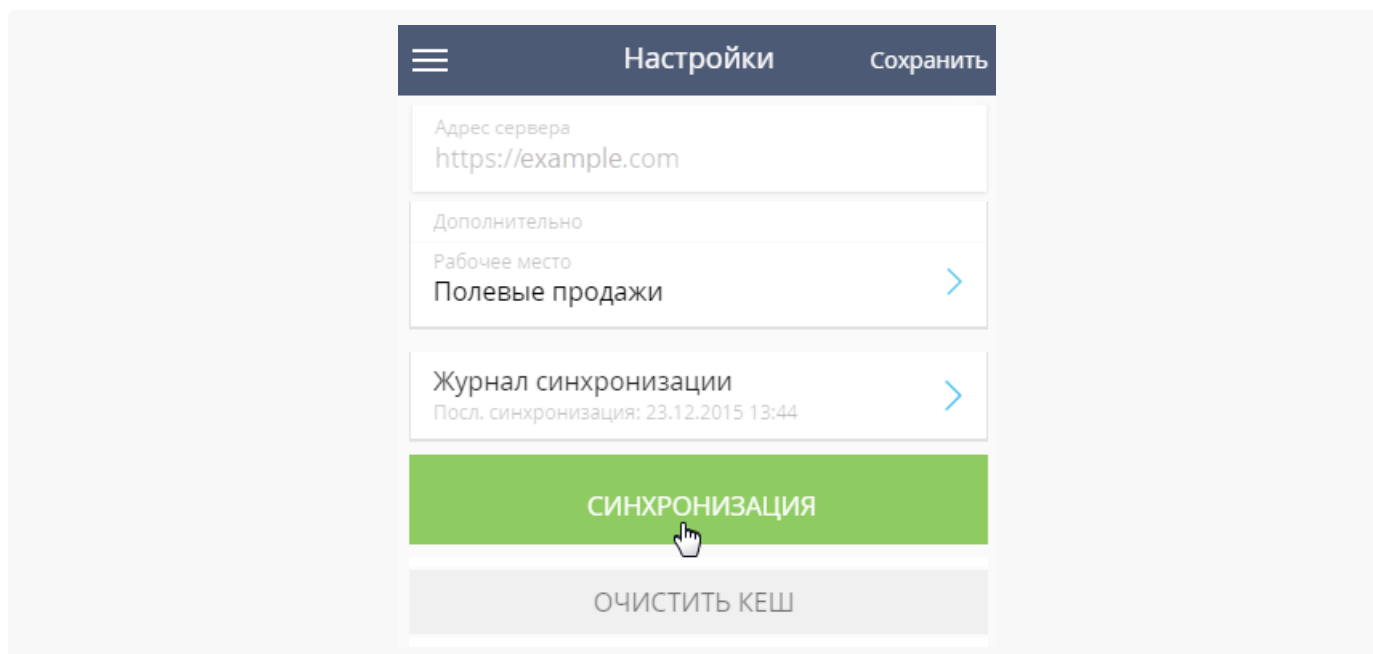 Настройки
Сохранить
Адрес сервера
https://example.com
Дополнительно
Рабочее место
Полевые продажи
Журнал синхронизации
Посл. синхронизация: 23.12.2015 13:44
СИНХРОНИЗАЦИЯ
ОЧИСТИТЬ КЕШ